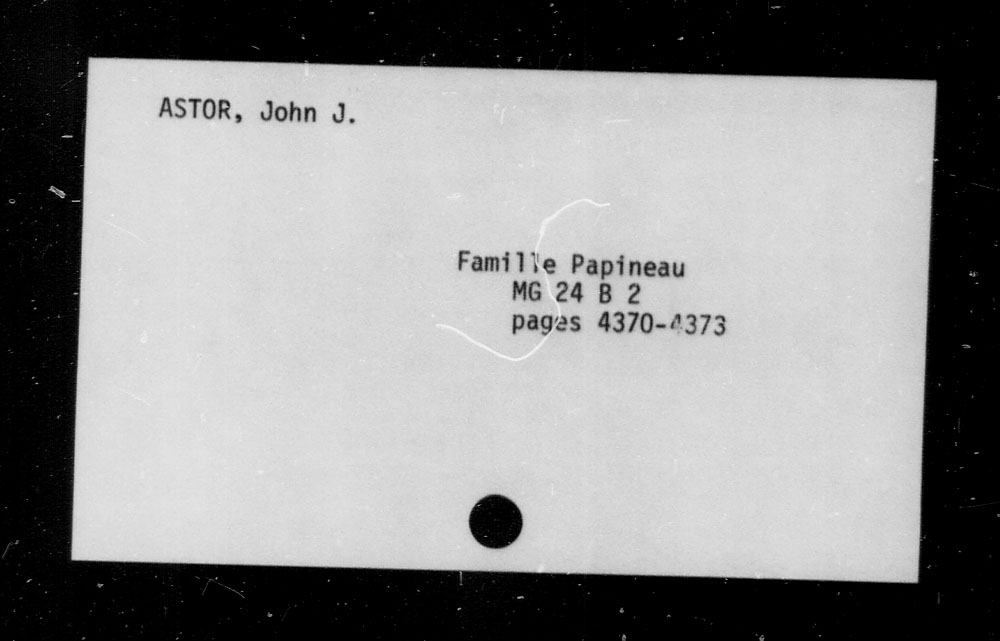 ASTOR, John J.
Famille Papineau
MG 24 B 2
pages 4370-4373